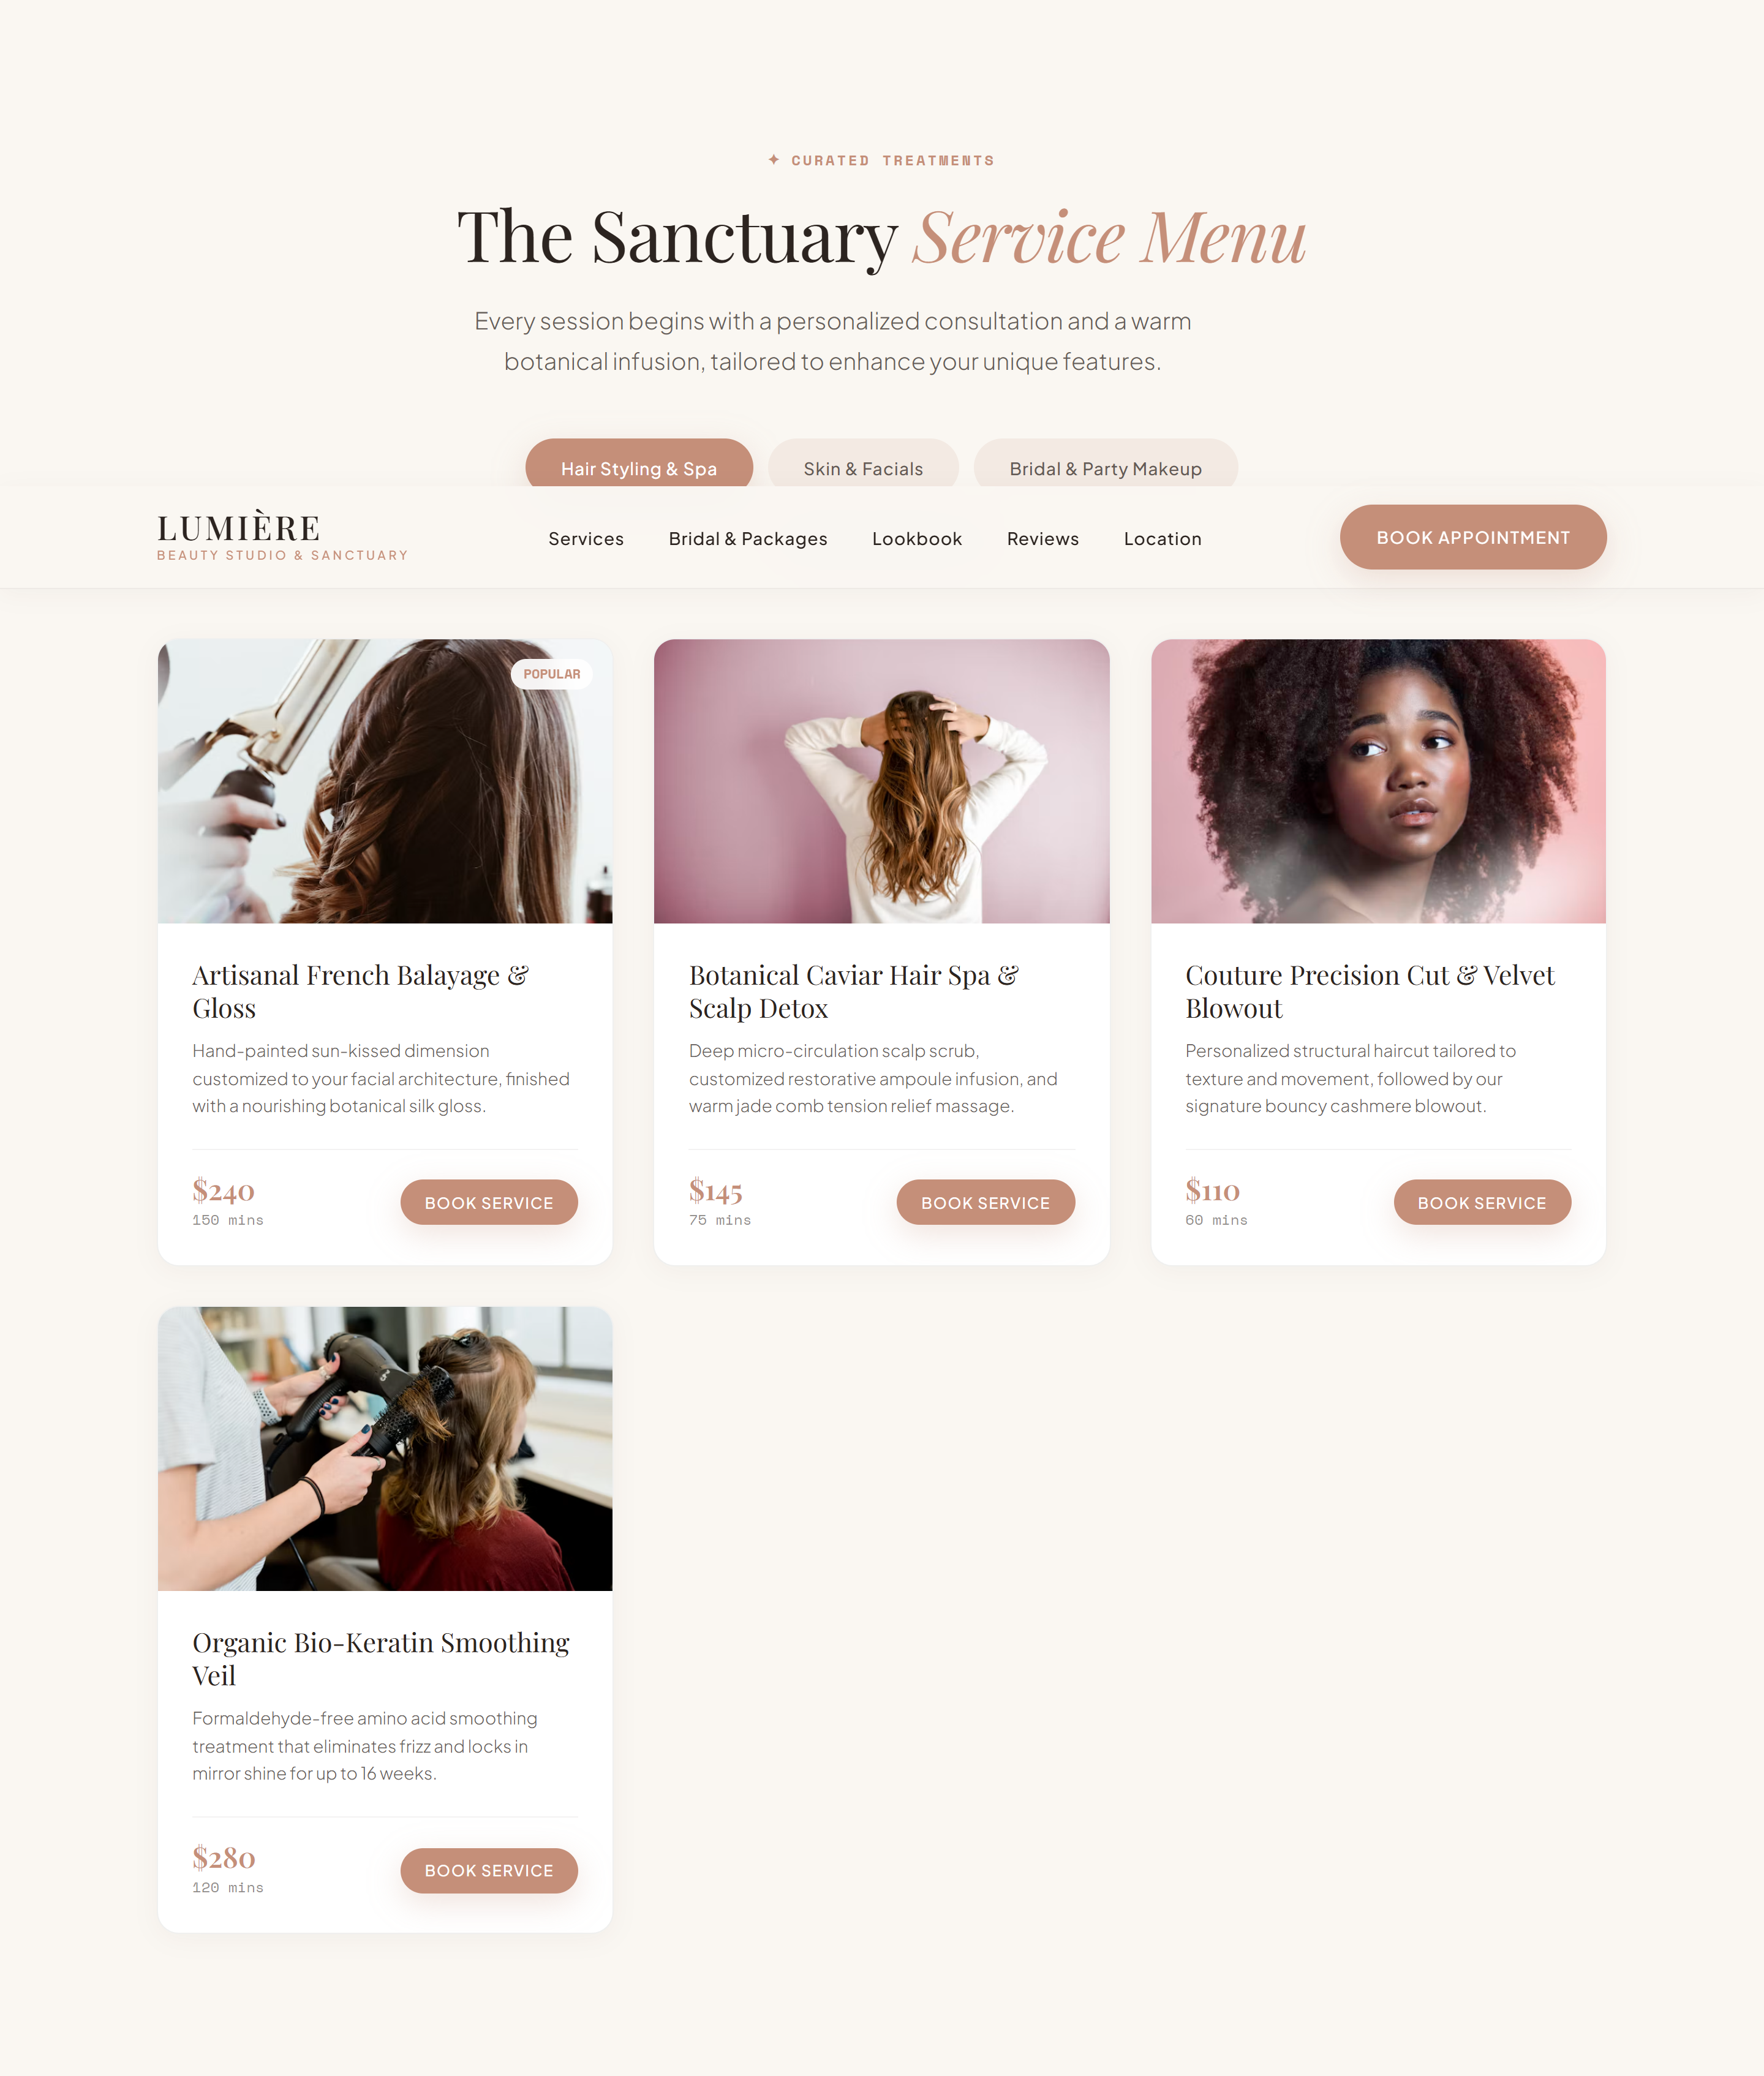 ✦ CURATED TREATMENTS
The Sanctuary Service Menu
Every session begins with a personalized consultation and a warm
botanical infusion, tailored to enhance your unique features.
Hair Styling & Spa
Skin & Facials
Bridal & Party Makeup
LUMIÈRE
BEAUTY STUDIO & SANCTUARY
Services
Bridal & Packages
Lookbook
Reviews
Location
BOOK APPOINTMENT
POPULAR
Artisanal French Balayage &
Gloss
Hand-painted sun-kissed dimension
customized to your facial architecture, finished
with a nourishing botanical silk gloss.
$240
150 mins
BOOK SERVICE
Botanical Caviar Hair Spa &
Scalp Detox
Deep micro-circulation scalp scrub,
customized restorative ampoule infusion, and
warm jade comb tension relief massage.
$145
75 mins
BOOK SERVICE
Couture Precision Cut & Velvet
Blowout
Personalized structural haircut tailored to
texture and movement, followed by our
signature bouncy cashmere blowout.
$110
60 mins
BOOK SERVICE
Organic Bio-Keratin Smoothing
Veil
Formaldehyde-free amino acid smoothing
treatment that eliminates frizz and locks in
mirror shine for up to 16 weeks.
$280
120 mins
BOOK SERVICE